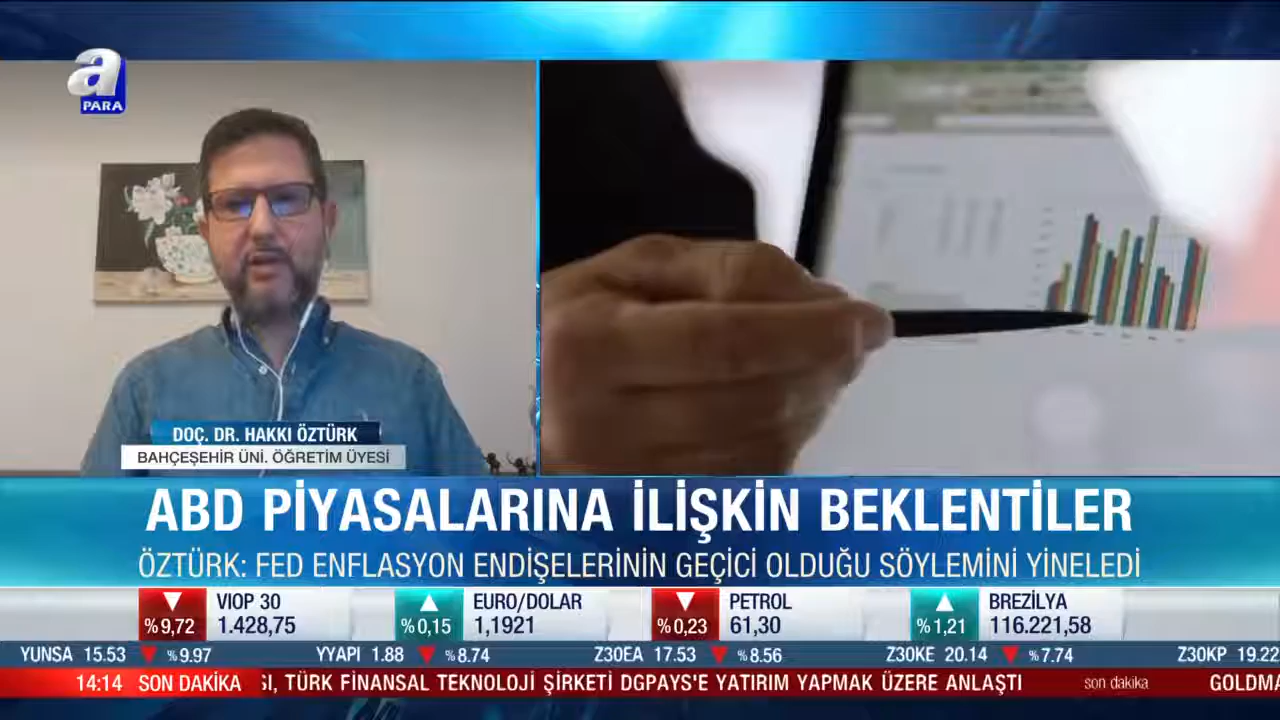 a
PARA
DOÇ. DR. HAKKI ÖZTÜRK
BAHÇEŞEHİR ÜNİ. ÖĞRETİM ÜYESİ
ABD PİYASALARINA İLİŞKİN BEKLENTİLER
ÖZTÜRK: FED ENFLASYON ENDİŞELERİNİN GEÇİCİ OLDUĞU SÖYLEMİNİ YİNELEDİ
%9,72 VIOP 30 1.428,75
%0,15 EURO/DOLAR 1,1921
%0,23 PETROL 61,30
%1,21 BREZİLYA 116.221,58
YUNSA 15.53 %9.97 YYAPI 1.88 %8.74 Z30EA 17.53 %8.56 Z30KE 20.14 %7.74 Z30KP 19.22
14:14 SON DAKİKA SI, TÜRK FİNANSAL TEKNOLOJİ ŞİRKETİ DGPAYS'E YATIRIM YAPMAK ÜZERE ANLAŞTI son dakika GOLDMA